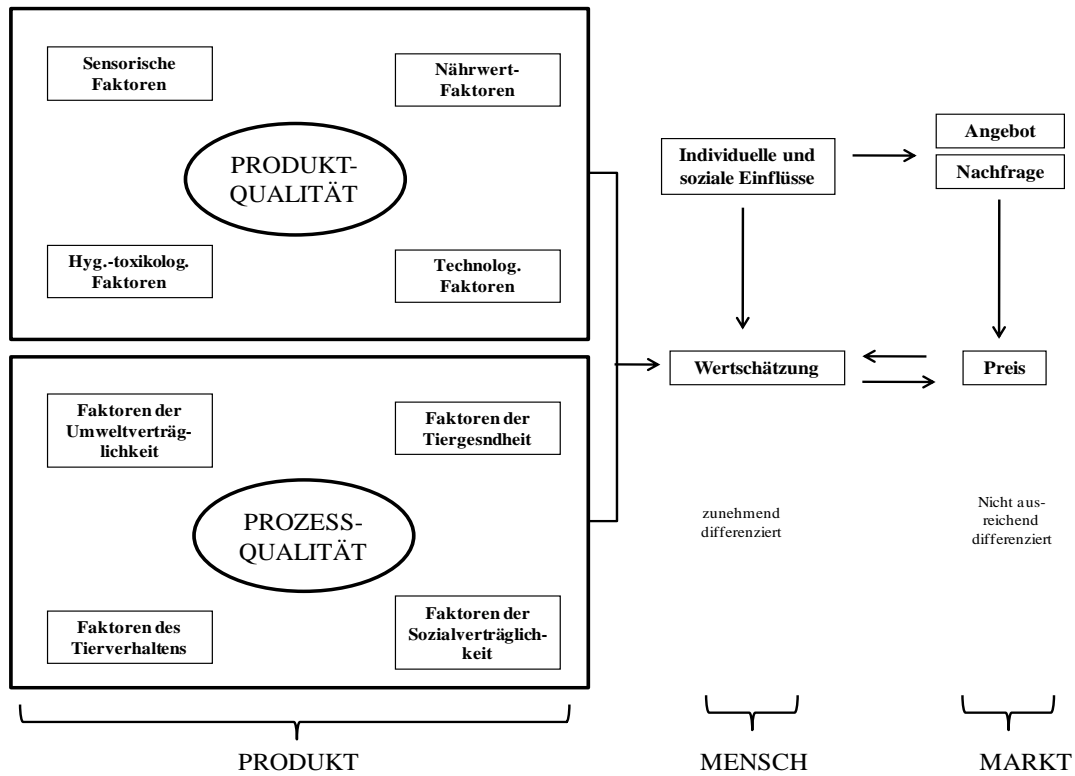 Sensorische
Faktoren
Nährwert-
Faktoren
PRODUKT-
QUALITÄT
Hyg.-toxikolog.
Faktoren
Technolog.
Faktoren
Faktoren der
Umweltverträg-
lichkeit
Faktoren der
Tiergesndheit
PROZESS-
QUALITÄT
Faktoren des
Tierverhaltens
Faktoren der
Sozialverträglich-
keit
PRODUKT
Individuelle und
soziale Einflüsse
Wertschätzung
zunehmend
differenziert
MENSCH
Angebot
Nachfrage
Preis
Nicht aus-
reichend
differenziert
MARKT